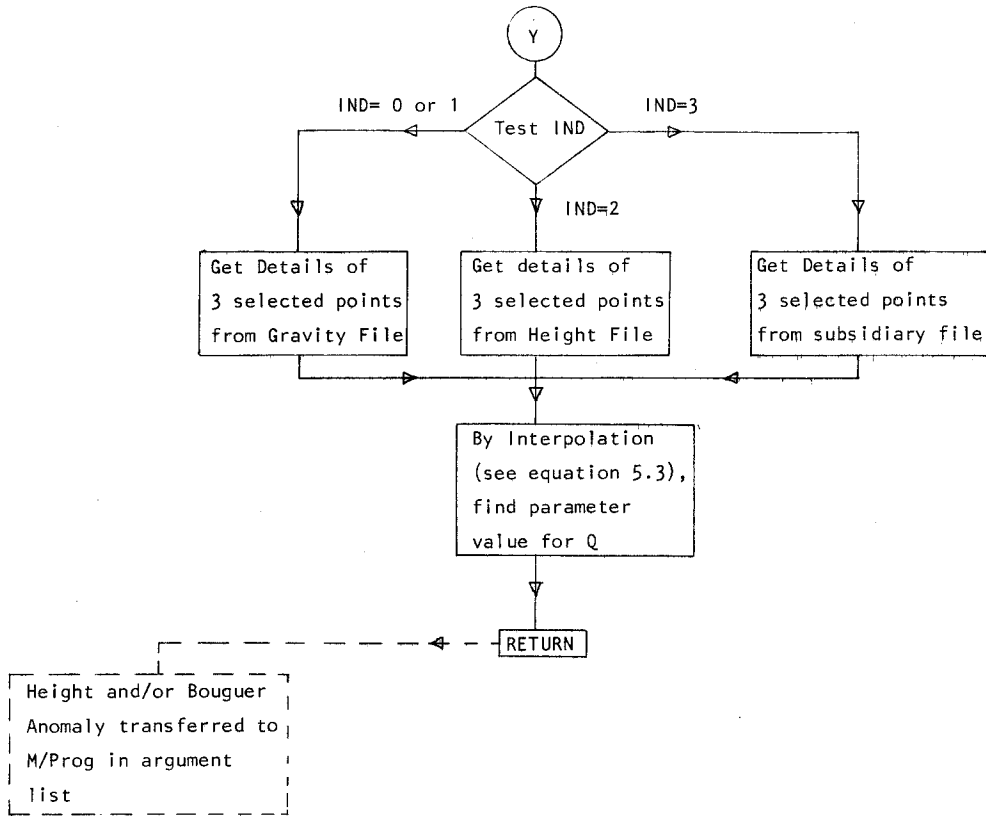 Y
IND= 0 or 1
Test IND
IND=3
IND=2
Get Details of
3 selected points
from Gravity File
Get details of
3 selected points
from Height File
Get Details of
3 selected points
from subsidiary file
By Interpolation
(see equation 5.3),
find parameter
value for Q
RETURN
Height and/or Bouguer
Anomaly transferred to
M/Prog in argument
list